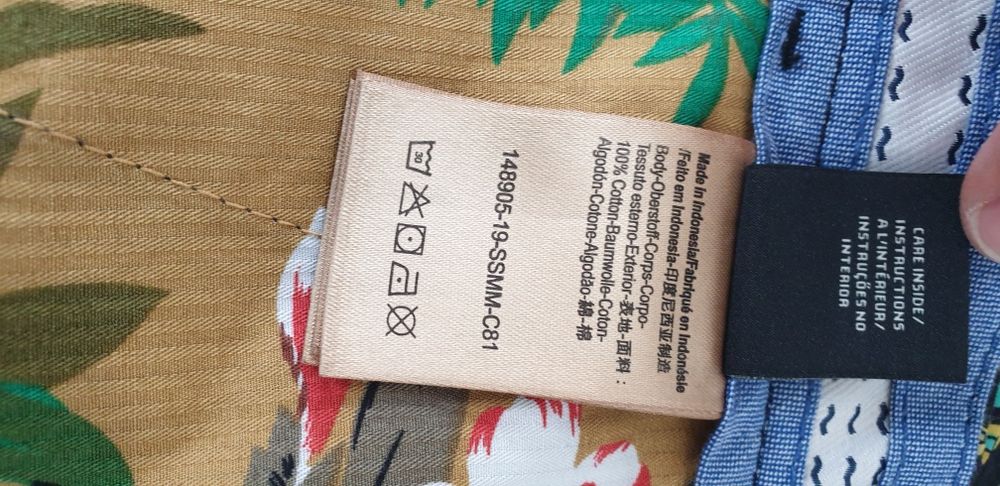 Made in Indonesia/Fabriqué en Indonésie
/Feito em Indonesia-印度尼西亚制造
Body-Oberstoff-Corps-Corpo-
Tessuto esterno-Exterior-表地-面料：
100% Cotton-Baumwolle-Coton-
Algodón-Cotone-Algodão-綿-棉
148905-19-SSMM-C81
30
CARE INSIDE/
INSTRUCTIONS
A L'INTÉRIEUR/
INSTRUÇÕES NO
INTERIOR